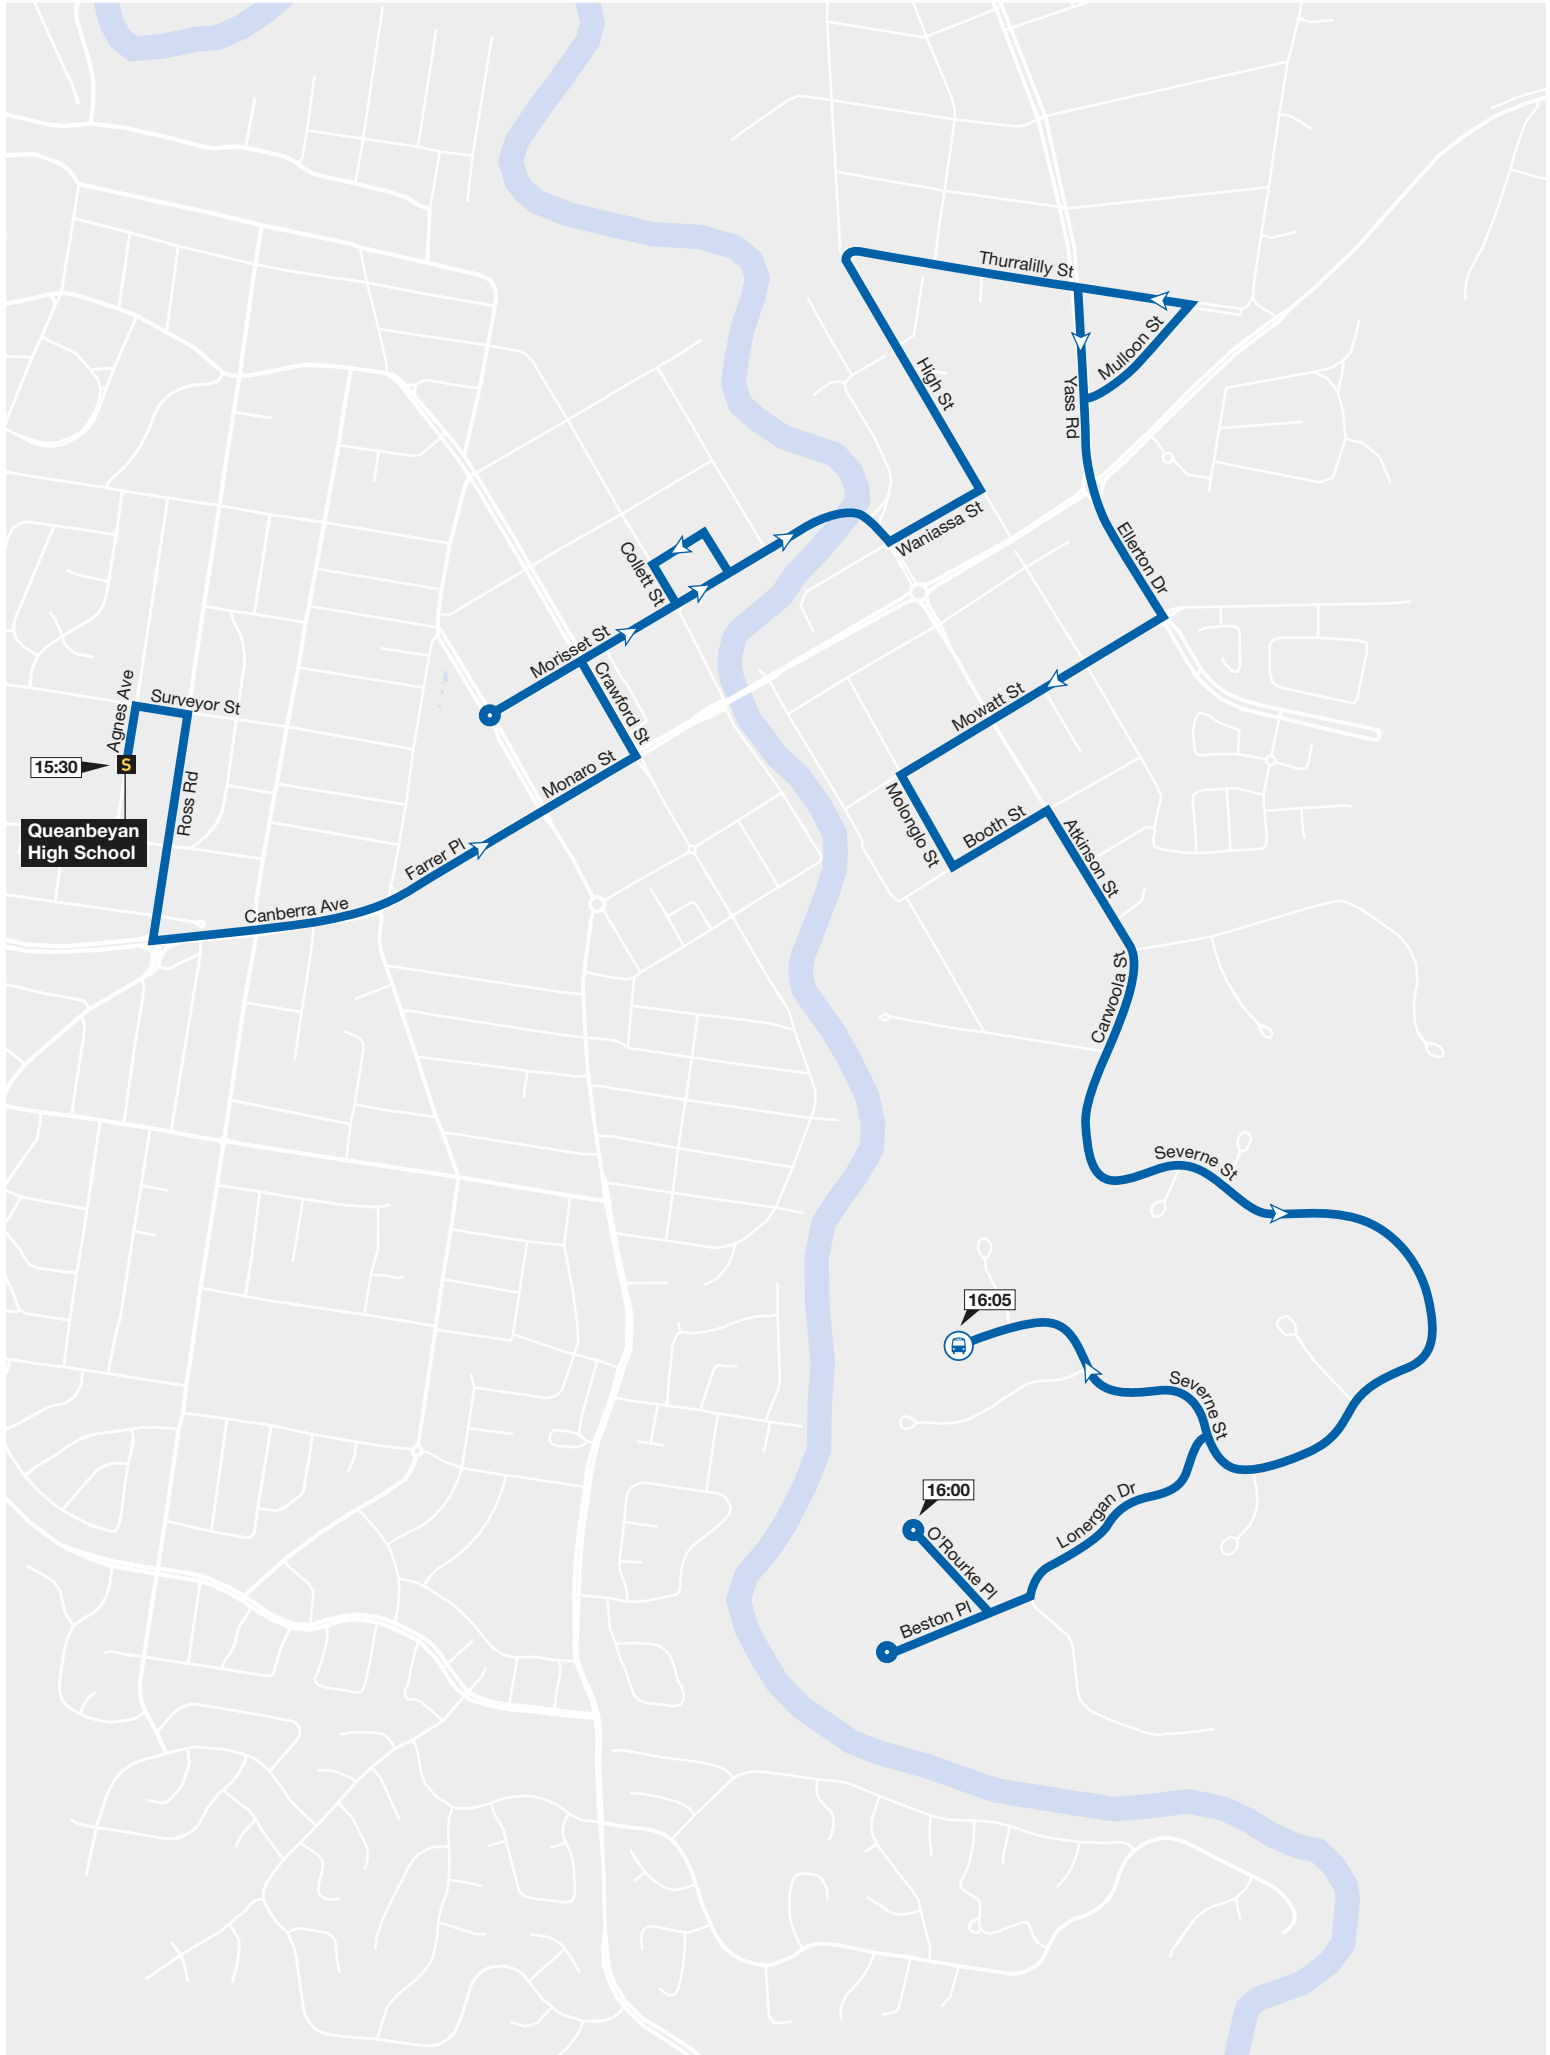 Thurralilly St
Mulloon St
High St
Yass Rd
Waniassa St
Ellerton Dr
Collett St
Morisset St
Crawford St
Agnes Ave
Surveyor St
Mowatt St
15:30
S
Monaro St
Ross Rd
Molonglo St
Booth St
Atkinson St
Queanbeyan
High School
Farrer Pl
Canberra Ave
Carwoola St
Severne St
16:05
Severne St
16:00
Lonergan Dr
O'Rourke Pl
Beston Pl